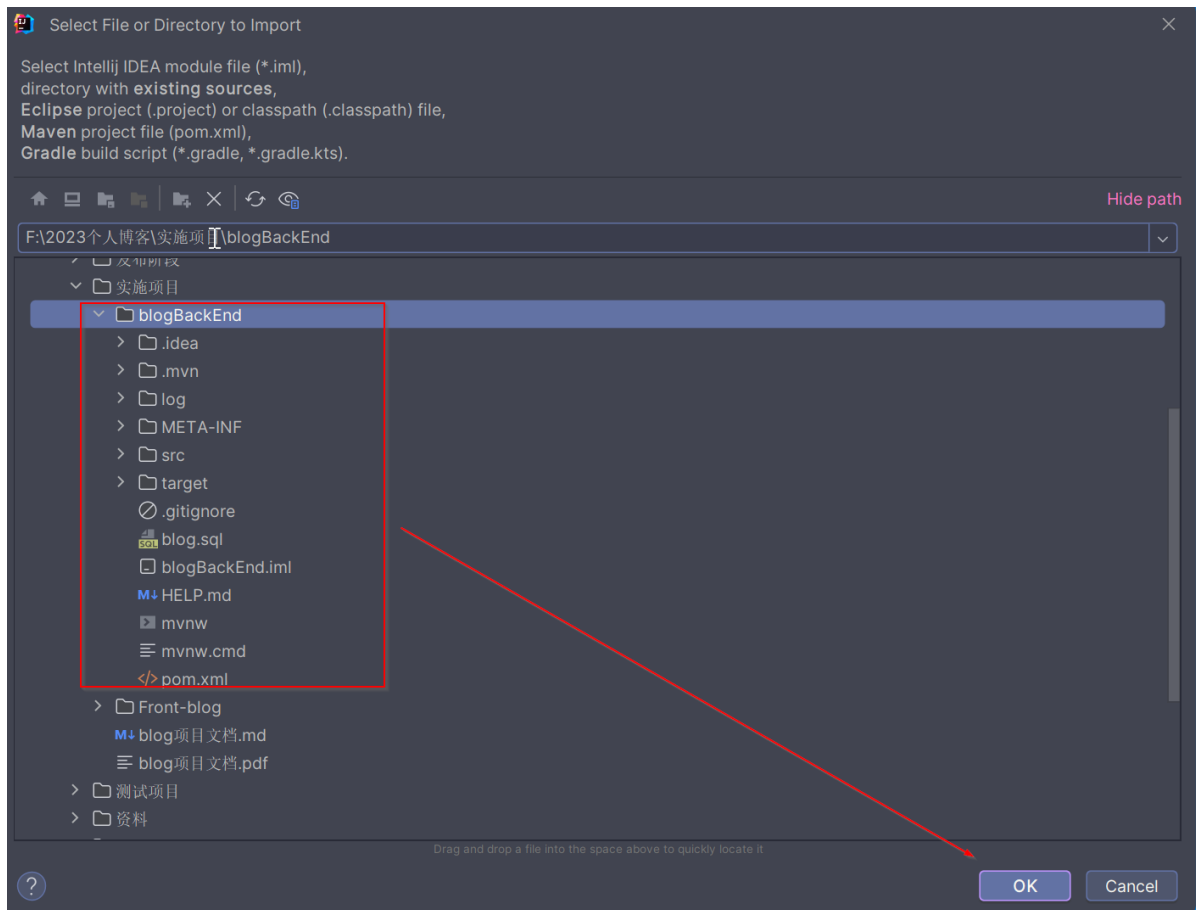 Select File or Directory to Import
Select Intellij IDEA module file (*.iml),
directory with existing sources,
Eclipse project (.project) or classpath (.classpath) file,
Maven project file (pom.xml),
Gradle build script (*.gradle, *.gradle.kts).
Hide path
F:\2023个人博客\实施项目\blogBackEnd
发布阶段
实施项目
blogBackEnd
.idea
.mvn
log
META-INF
src
target
.gitignore
SQL blog.sql
blogBackEnd.iml
M↓ HELP.md
mvnw
mvnw.cmd
</> pom.xml
Front-blog
M↓ blog项目文档.md
blog项目文档.pdf
测试项目
资料
Drag and drop a file into the space above to quickly locate it
? OK Cancel